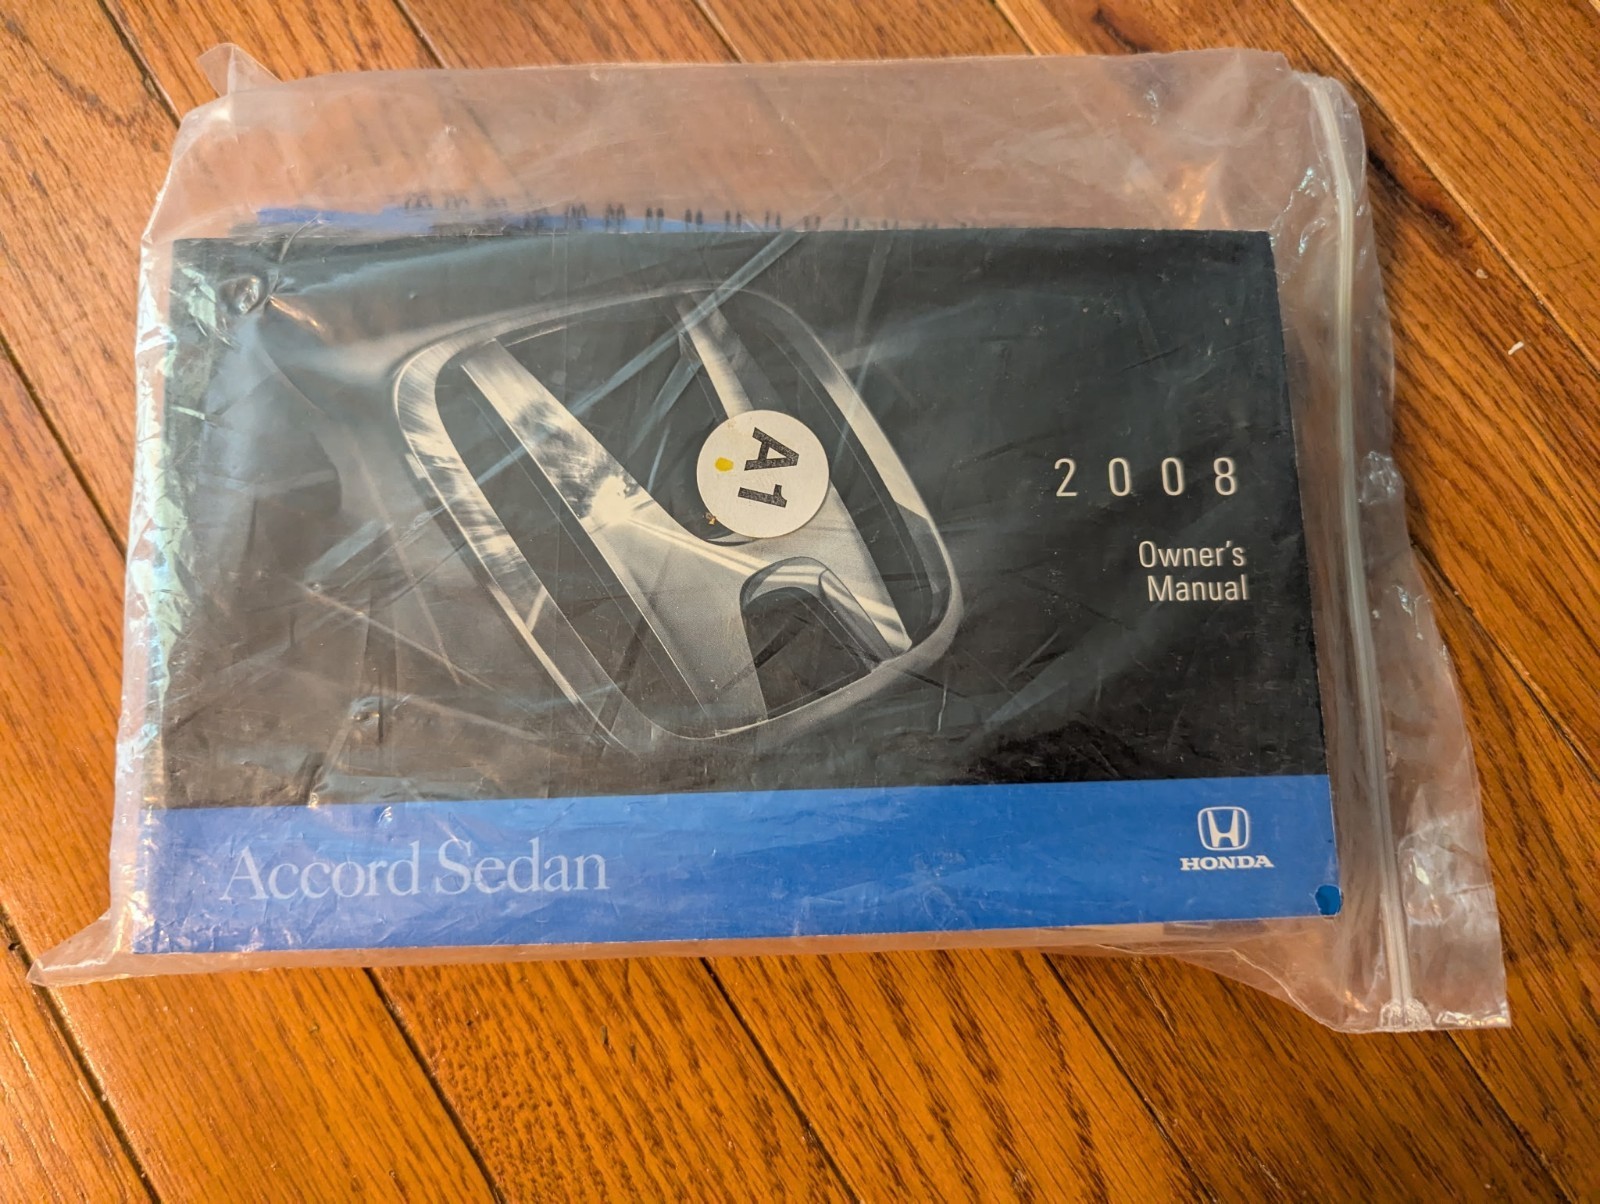 A1
2008
Owner's
Manual
Accord Sedan
HONDA